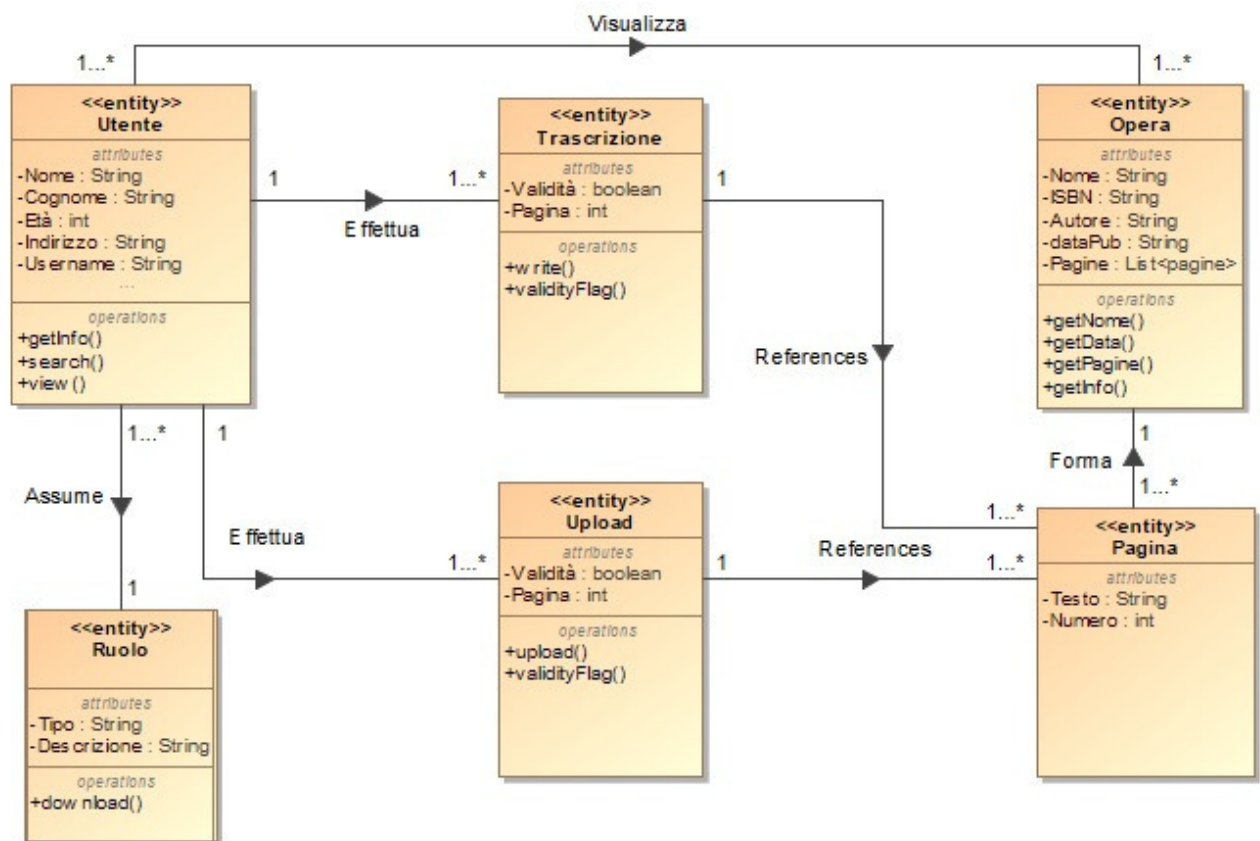 Visualizza
1...*
1...*
<<entity>>
Utente
attributes
-Nome : String
-Cognome : String
-Età : int
-Indirizzo : String
-Username : String
...
operations
+getInfo()
+search()
+view ()
1
1...*
Effettua
<<entity>>
Trascrizione
attributes
-Validità : boolean
-Pagina : int
operations
+write()
+validityFlag()
1
References
1...*
<<entity>>
Opera
attributes
-Nome : String
-ISBN : String
-Autore : String
-dataPub : String
-Pagine : List<pagine>
operations
+getNome()
+getData()
+getPagine()
+getInfo()
1
Forma
1...*
1...*
Assume
1
1
Effettua
1...*
<<entity>>
Upload
attributes
-Validità : boolean
-Pagina : int
operations
+upload()
+validityFlag()
1
References
1...*
<<entity>>
Pagina
attributes
-Testo : String
-Numero : int
<<entity>>
Ruolo
attributes
-Tipo : String
-Descrizione : String
operations
+download()